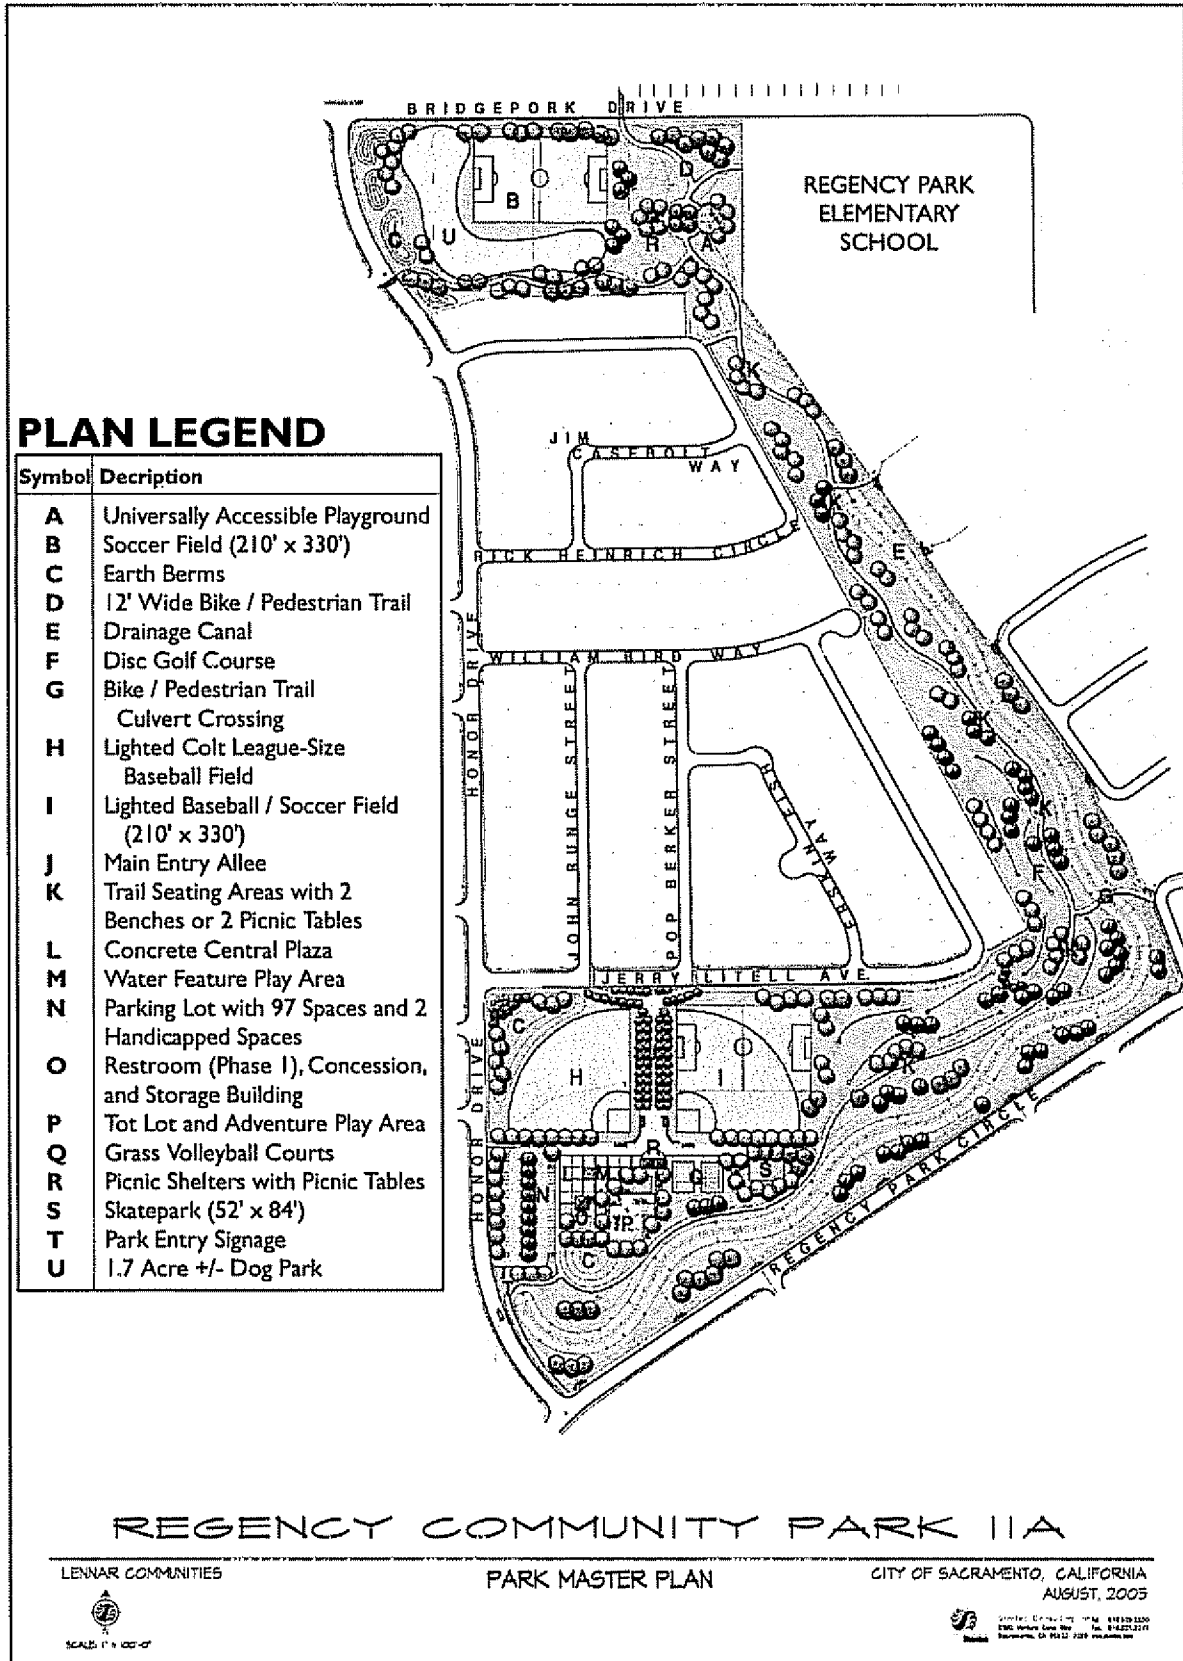 BRIDGEPORK DRIVE
REGENCY PARK
ELEMENTARY
SCHOOL
D
B
U
R
A
G
K
JIM
CASEBOLT
WAY
K
RICK HEINRICH CIRCLE
E
HONOR DRIVE
WILLIAM BIRD WAY
JOHN RUNGE STREET
POP BERKER STREET
K
K
F
G
JERRY LITELL AVE
C
H
I
K
HONOR DRIVE
R
N
M
Q
S
O
P
C
REGENCY PARK CIRCLE
PLAN LEGEND
Symbol Decription
A Universally Accessible Playground
B Soccer Field (210' x 330')
C Earth Berms
D 12' Wide Bike / Pedestrian Trail
E Drainage Canal
F Disc Golf Course
G Bike / Pedestrian Trail
Culvert Crossing
H Lighted Colt League-Size
Baseball Field
I Lighted Baseball / Soccer Field
(210' x 330')
J Main Entry Allee
K Trail Seating Areas with 2
Benches or 2 Picnic Tables
L Concrete Central Plaza
M Water Feature Play Area
N Parking Lot with 97 Spaces and 2
Handicapped Spaces
O Restroom (Phase 1), Concession,
and Storage Building
P Tot Lot and Adventure Play Area
Q Grass Volleyball Courts
R Picnic Shelters with Picnic Tables
S Skatepark (52' x 84')
T Park Entry Signage
U 1.7 Acre +/- Dog Park
REGENCY COMMUNITY PARK 11A
LENNAR COMMUNITIES
PARK MASTER PLAN
CITY OF SACRAMENTO, CALIFORNIA
AUGUST, 2003